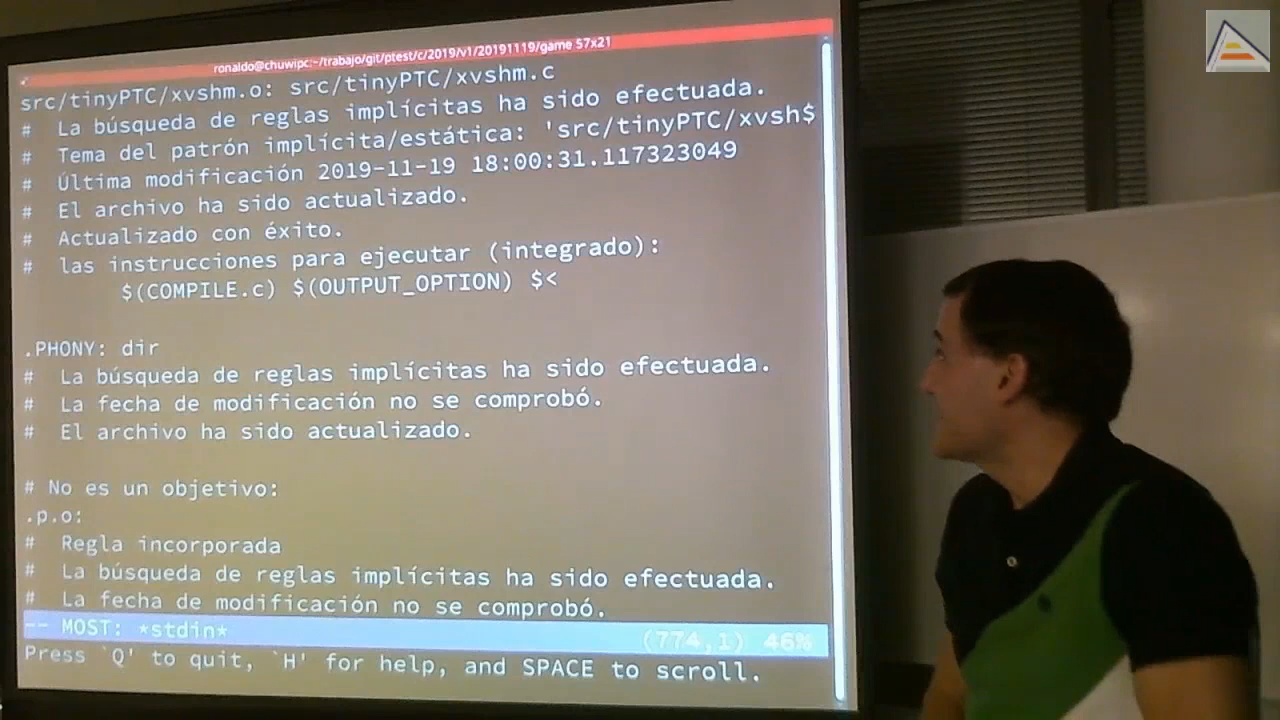 ronaldo@chuwipc:~/trabajo/git/ptest/c/2019/v1/20191119/game 57x21
src/tinyPTC/xvshm.o: src/tinyPTC/xvshm.c
#  La búsqueda de reglas implícitas ha sido efectuada.
#  Tema del patrón implícita/estática: 'src/tinyPTC/xvsh$
#  Última modificación 2019-11-19 18:00:31.117323049
#  El archivo ha sido actualizado.
#  Actualizado con éxito.
#  las instrucciones para ejecutar (integrado):
$(COMPILE.c) $(OUTPUT_OPTION) $<
.PHONY: dir
#  La búsqueda de reglas implícitas ha sido efectuada.
#  La fecha de modificación no se comprobó.
#  El archivo ha sido actualizado.
# No es un objetivo:
.p.o:
#  Regla incorporada
#  La búsqueda de reglas implícitas ha sido efectuada.
#  La fecha de modificación no se comprobó.
-- MOST: *stdin* (774,1) 46%
Press `Q' to quit, `H' for help, and SPACE to scroll.